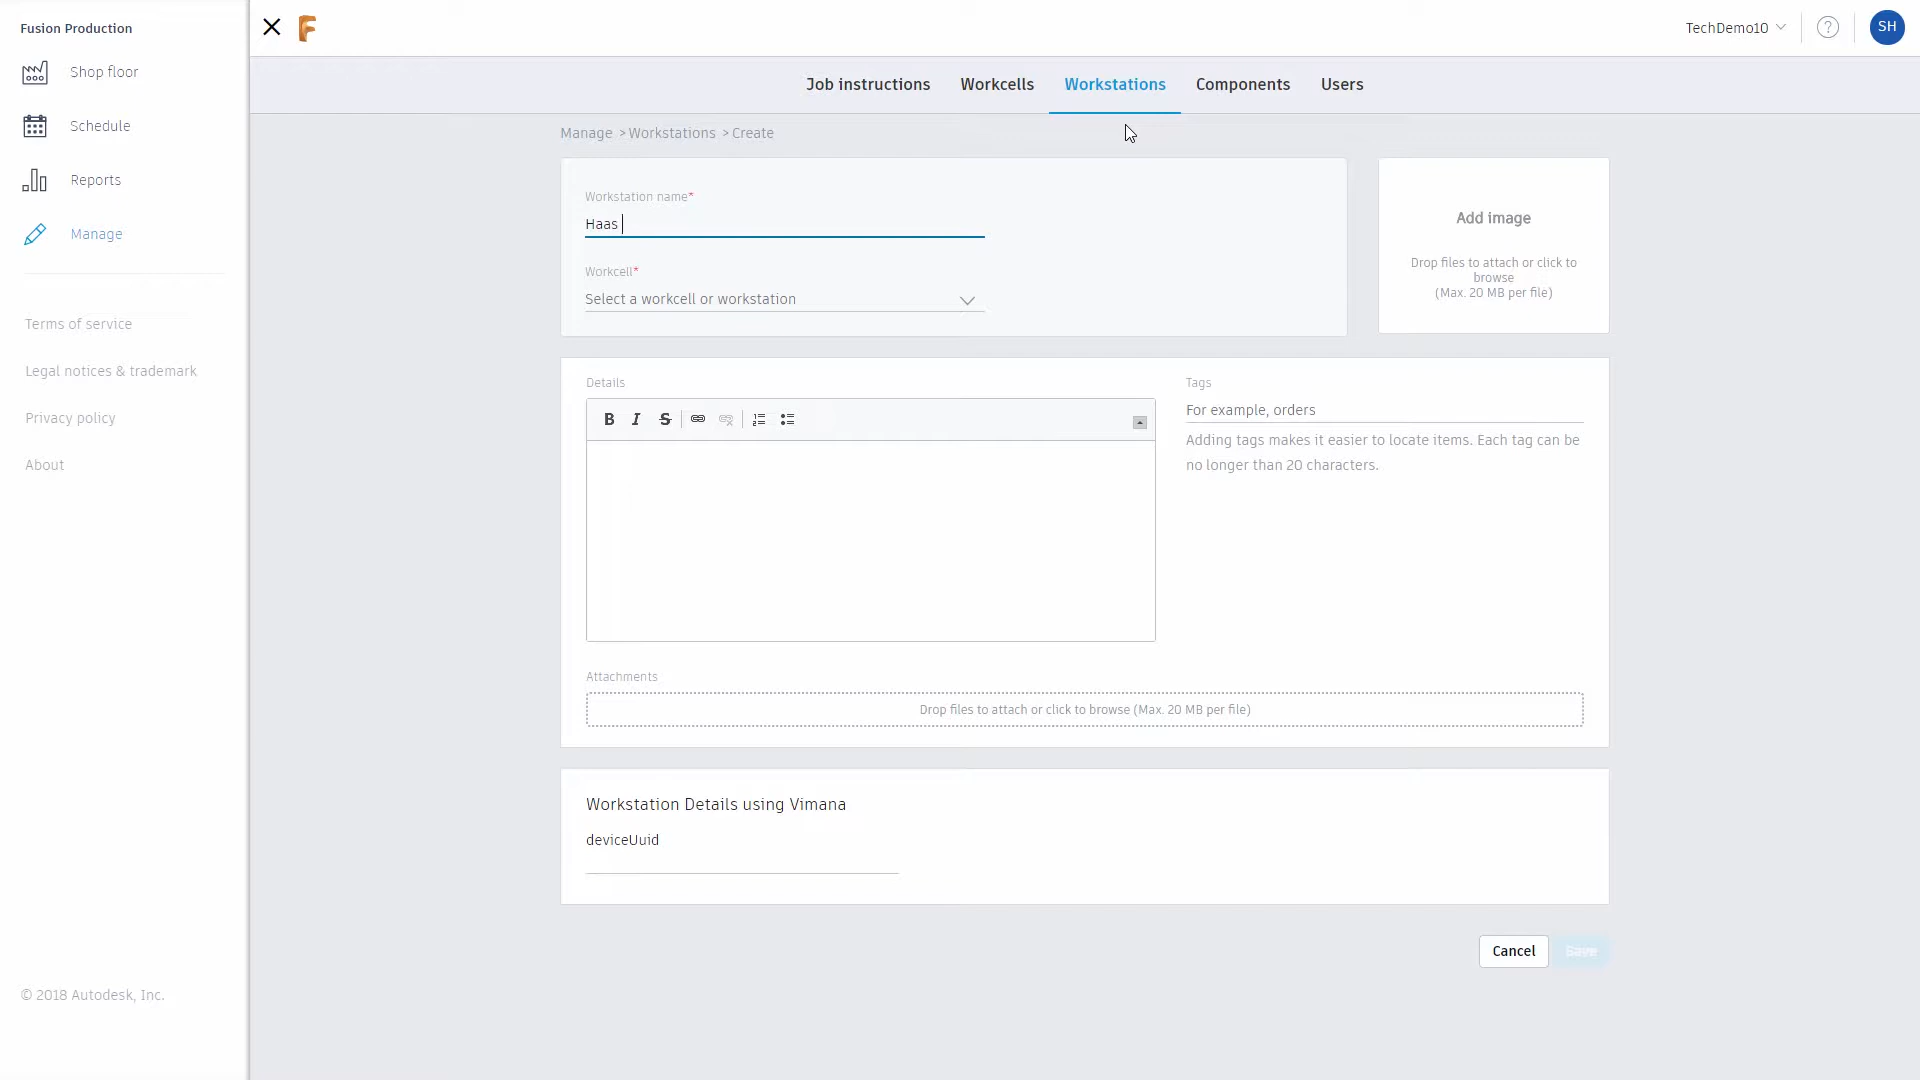 Fusion Production
Shop floor
Schedule
Reports
Manage
Terms of service
Legal notices & trademark
Privacy policy
About
© 2018 Autodesk, Inc.
TechDemo10
?
SH
Job instructions
Workcells
Workstations
Components
Users
Manage > Workstations > Create
Workstation name*
Haas
Workcell*
Select a workcell or workstation
Add image
Drop files to attach or click to
browse
(Max. 20 MB per file)
Details
B I S
Tags
For example, orders
Adding tags makes it easier to locate items. Each tag can be
no longer than 20 characters.
Attachments
Drop files to attach or click to browse (Max. 20 MB per file)
Workstation Details using Vimana
deviceUuid
Cancel
Save